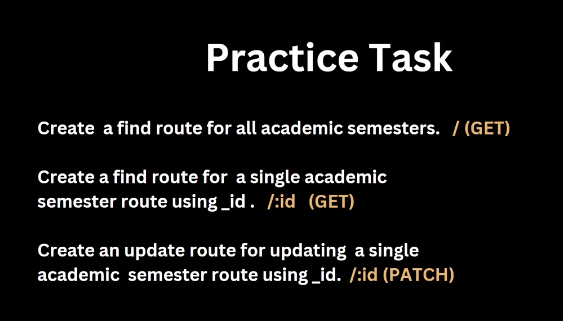 Practice Task
Create a find route for all academic semesters. / (GET)
Create a find route for a single academic
semester route using _id . /:id (GET)
Create an update route for updating a single
academic semester route using _id. /:id (PATCH)